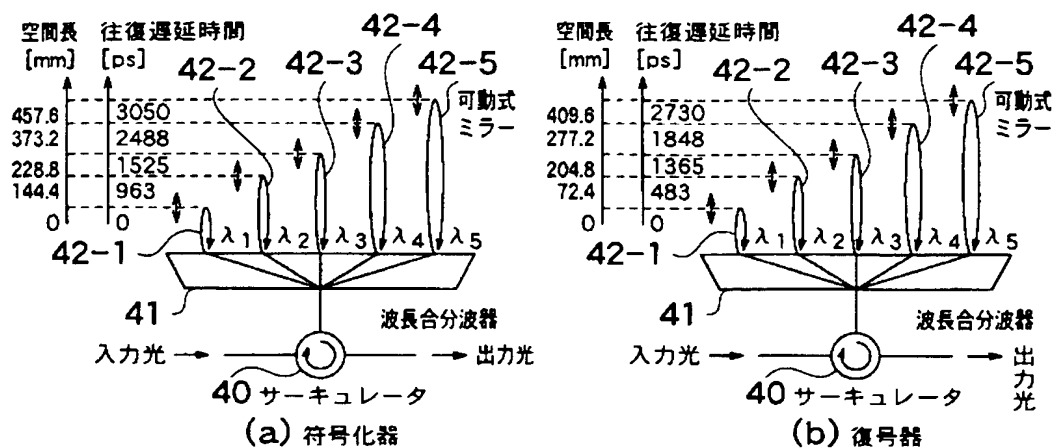 空間長
[mm]
往復遅延時間
[ps]
42-2
42-3
42-4
42-5
457.6
373.2
228.8
144.4
0
3050
2488
1525
963
0
可動式
ミラー
42-1
λ1
λ2
λ3
λ4
λ5
41
波長合分波器
入力光
出力光
40 サーキュレータ
(a) 符号化器
空間長
[mm]
往復遅延時間
[ps]
42-2
42-3
42-4
42-5
409.6
277.2
204.8
72.4
0
2730
1848
1365
483
0
可動式
ミラー
42-1
λ1
λ2
λ3
λ4
λ5
41
波長合分波器
入力光
出力光
40 サーキュレータ
(b) 復号器